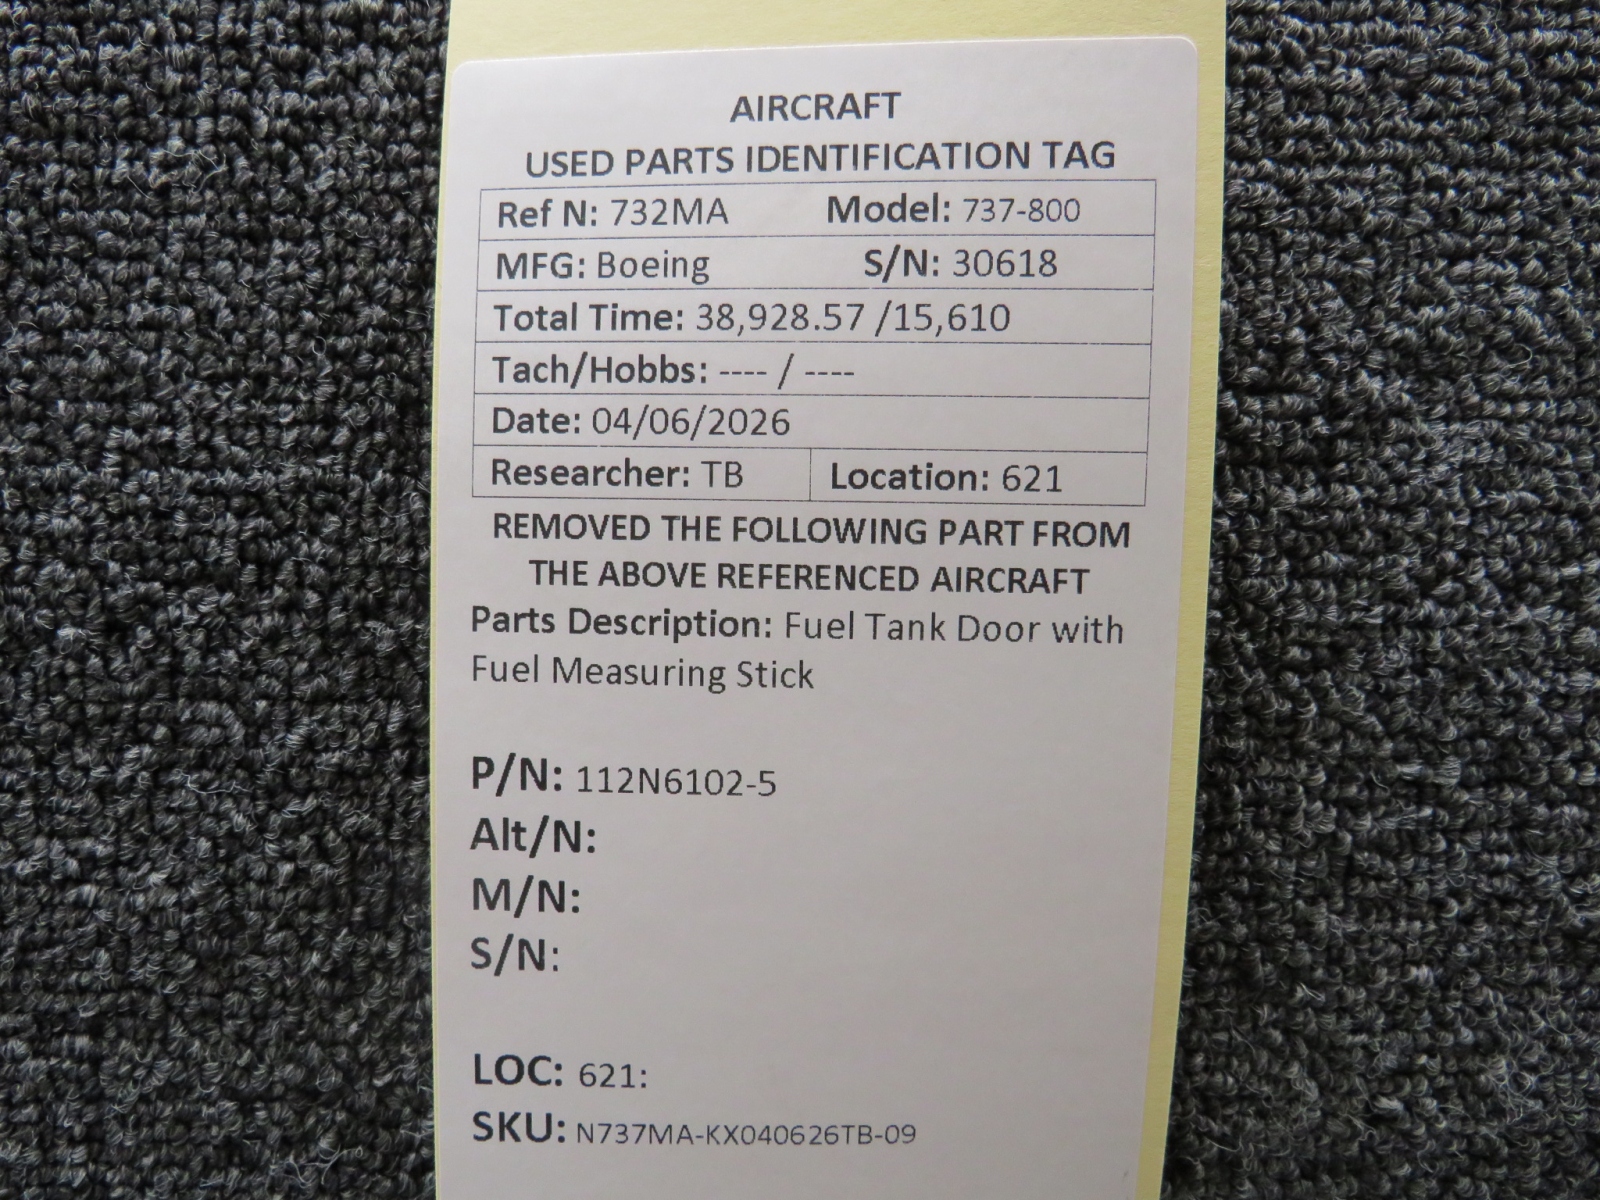 AIRCRAFT
USED PARTS IDENTIFICATION TAG
Ref N: 732MA Model: 737-800
MFG: Boeing S/N: 30618
Total Time: 38,928.57 /15,610
Tach/Hobbs: ---- / ----
Date: 04/06/2026
Researcher: TB Location: 621
REMOVED THE FOLLOWING PART FROM
THE ABOVE REFERENCED AIRCRAFT
Parts Description: Fuel Tank Door with
Fuel Measuring Stick
P/N: 112N6102-5
Alt/N:
M/N:
S/N:
LOC: 621:
SKU: N737MA-KX040626TB-09